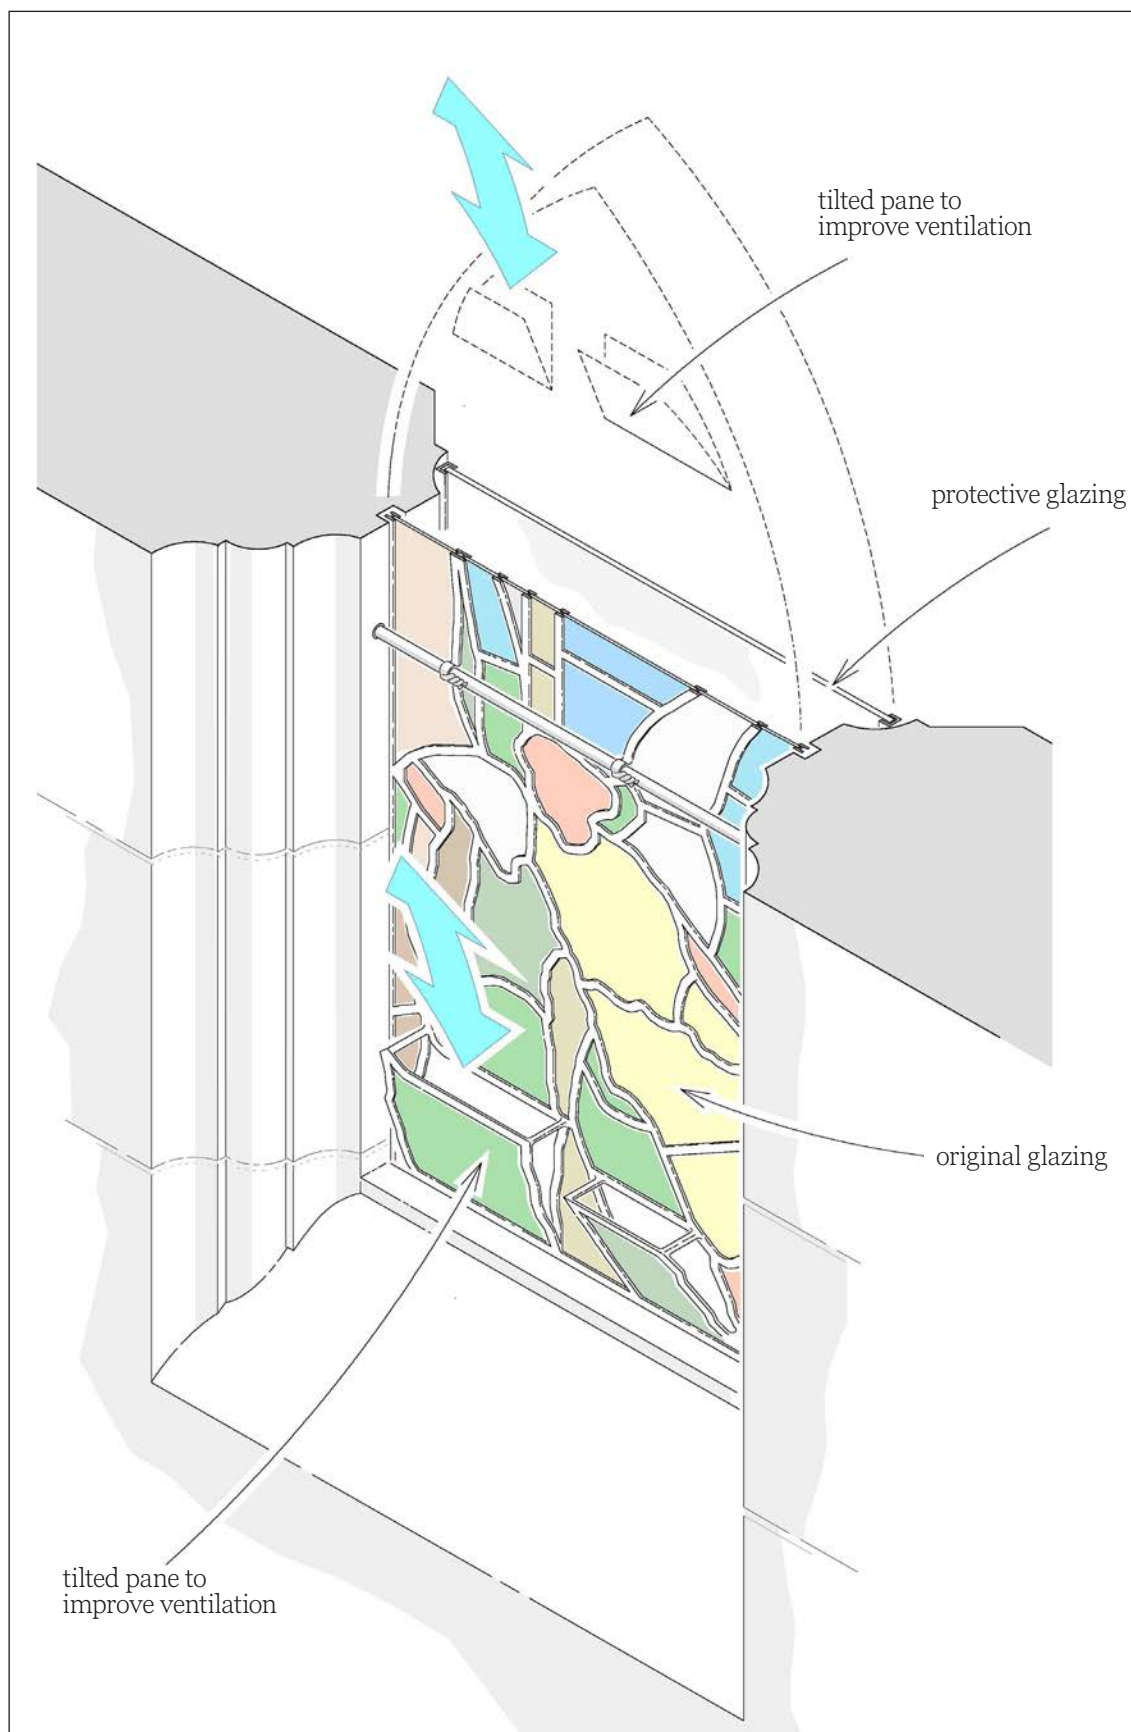 tilted pane to
improve ventilation
protective glazing
original glazing
tilted pane to
improve ventilation